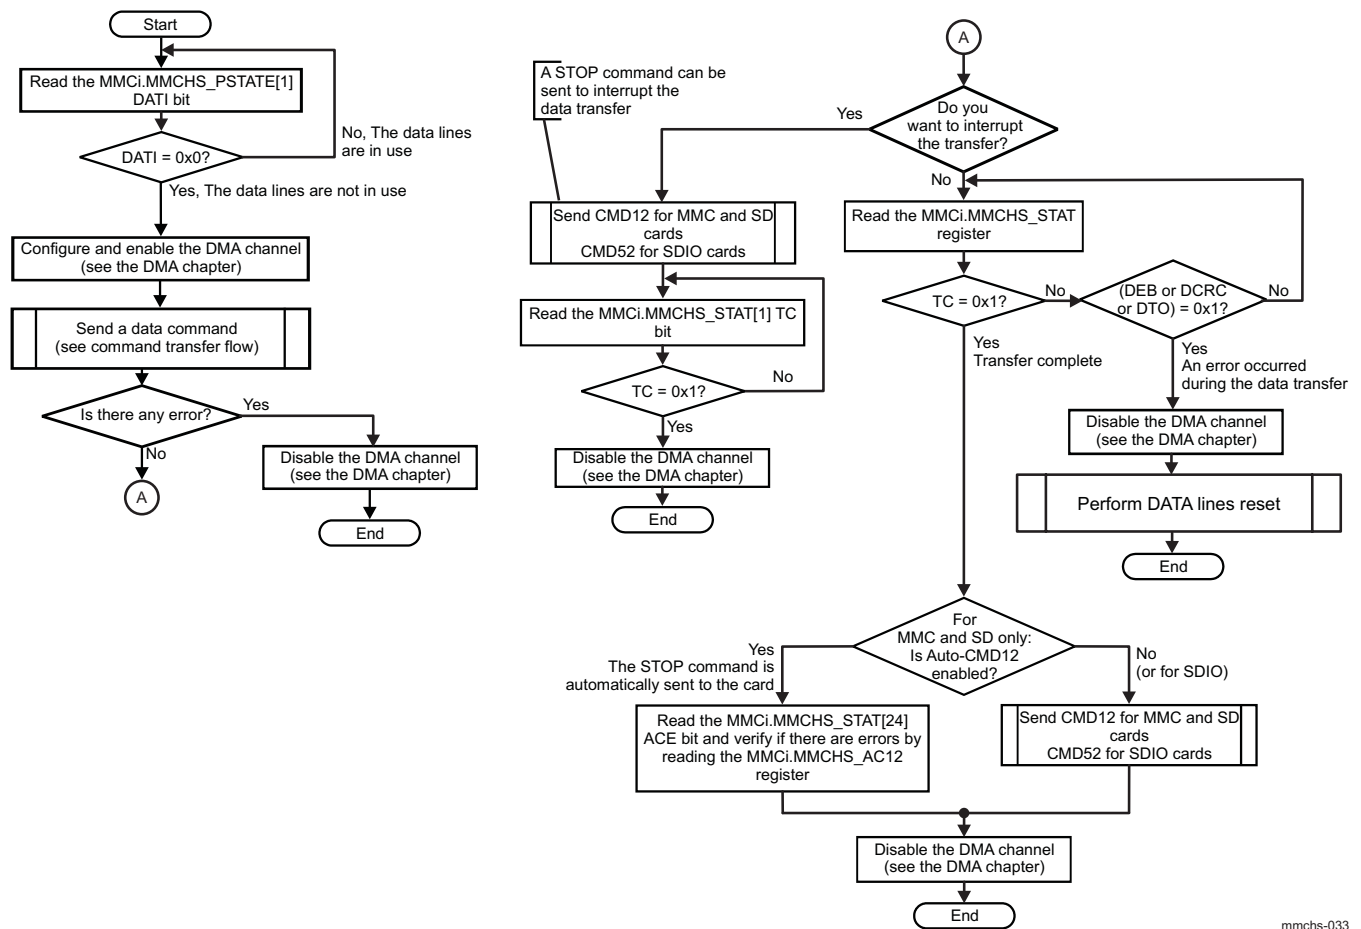 Start
Read the MMCi.MMCHS_PSTATE[1]
DATI bit
DATI = 0x0?
No, The data lines
are in use
Yes, The data lines are not in use
Configure and enable the DMA channel
(see the DMA chapter)
Send a data command
(see command transfer flow)
Is there any error?
Yes
No
A
Disable the DMA channel
(see the DMA chapter)
End
A
Do you
want to interrupt
the transfer?
Yes
No
A STOP command can be
sent to interrupt the
data transfer
Send CMD12 for MMC and SD
cards
CMD52 for SDIO cards
Read the MMCi.MMCHS_STAT[1] TC
bit
TC = 0x1?
No
Yes
Disable the DMA channel
(see the DMA chapter)
End
Read the MMCi.MMCHS_STAT
register
TC = 0x1?
No
(DEB or DCRC
or DTO) = 0x1?
No
Yes
Transfer complete
Yes
An error occurred
during the data transfer
Disable the DMA channel
(see the DMA chapter)
Perform DATA lines reset
End
For
MMC and SD only:
Is Auto-CMD12
enabled?
Yes
The STOP command is
automatically sent to the card
No
(or for SDIO)
Read the MMCi.MMCHS_STAT[24]
ACE bit and verify if there are errors by
reading the MMCi.MMCHS_AC12
register
Send CMD12 for MMC and SD
cards
CMD52 for SDIO cards
Disable the DMA channel
(see the DMA chapter)
End
mmchs-033